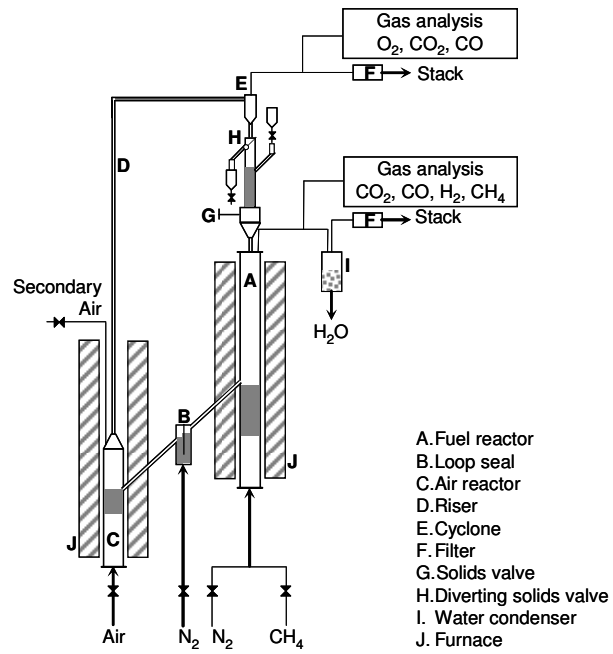 Gas analysis
O2, CO2, CO
E
F
Stack
H
D
Gas analysis
CO2, CO, H2, CH4
G
F
Stack
A
I
Secondary
Air
H2O
B
A.Fuel reactor
B.Loop seal
C.Air reactor
D.Riser
E.Cyclone
F. Filter
G.Solids valve
H.Diverting solids valve
I. Water condenser
J. Furnace
J
J
C
Air
N2
N2
CH4